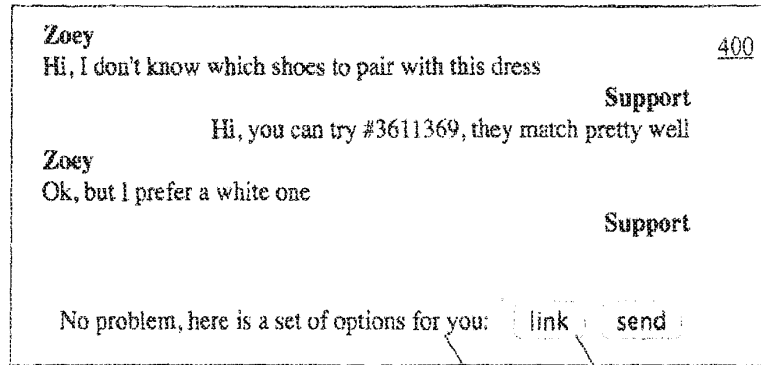 Zoey
400
Hi, I don't know which shoes to pair with this dress
Support
Hi, you can try #3611369, they match pretty well
Zoey
Ok, but I prefer a white one
Support
No problem, here is a set of options for you: link send